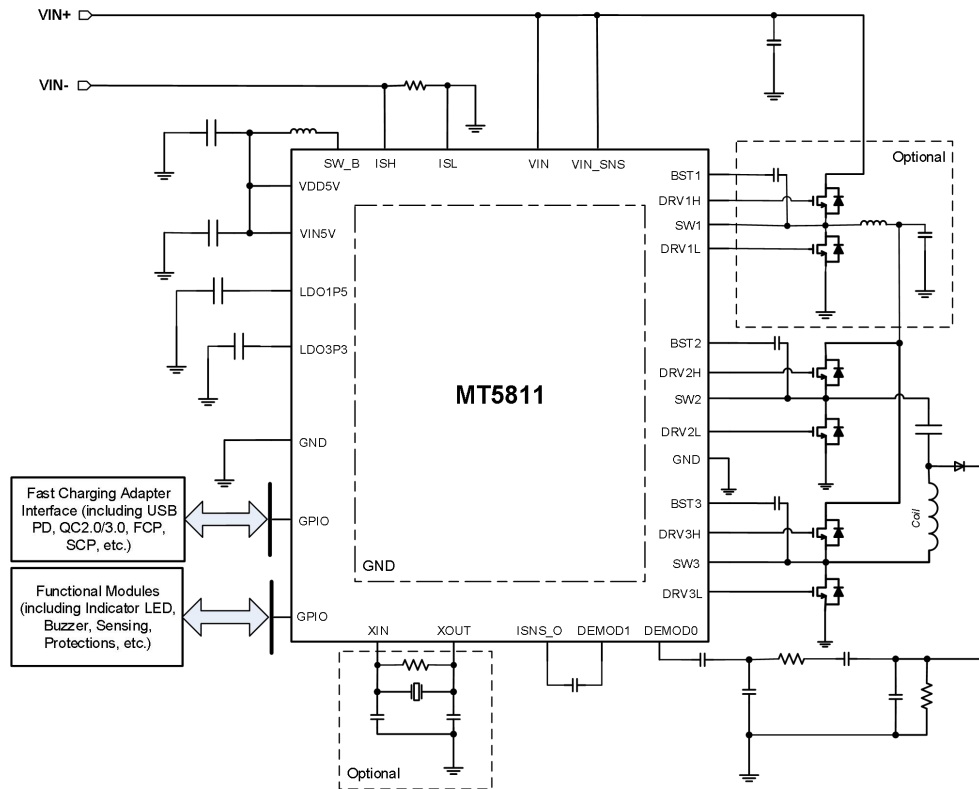 VIN+
VIN-
SW_B
ISH
ISL
VIN
VIN_SNS
Optional
VDD5V
VIN5V
LDO1P5
LDO3P3
GND
GPIO
GPIO
BST1
DRV1H
SW1
DRV1L
BST2
DRV2H
SW2
DRV2L
GND
BST3
DRV3H
SW3
DRV3L
MT5811
GND
Coil
Fast Charging Adapter
Interface (including USB
PD, QC2.0/3.0, FCP,
SCP, etc.)
Functional Modules
(including Indicator LED,
Buzzer, Sensing,
Protections, etc.)
XIN
XOUT
ISNS_O
DEMOD1
DEMOD0
Optional